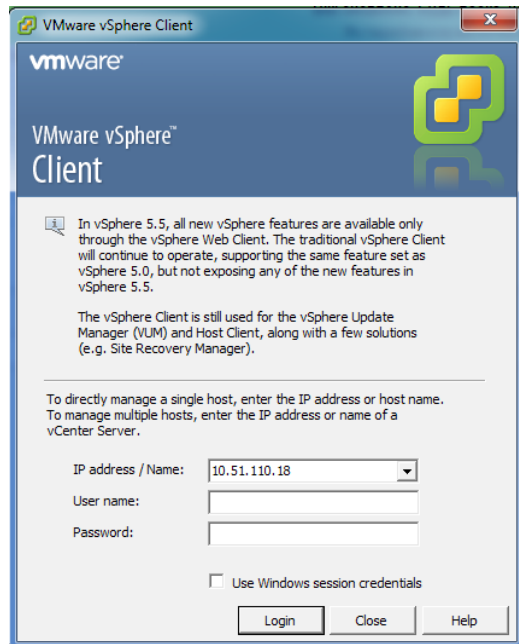 VMware vSphere Client
vmware
VMware vSphere™
Client
In vSphere 5.5, all new vSphere features are available only
through the vSphere Web Client. The traditional vSphere Client
will continue to operate, supporting the same feature set as
vSphere 5.0, but not exposing any of the new features in
vSphere 5.5.
The vSphere Client is still used for the vSphere Update
Manager (VUM) and Host Client, along with a few solutions
(e.g. Site Recovery Manager).
To directly manage a single host, enter the IP address or host name.
To manage multiple hosts, enter the IP address or name of a
vCenter Server.
IP address / Name: 10.51.110.18
User name:
Password:
Use Windows session credentials
Login Close Help